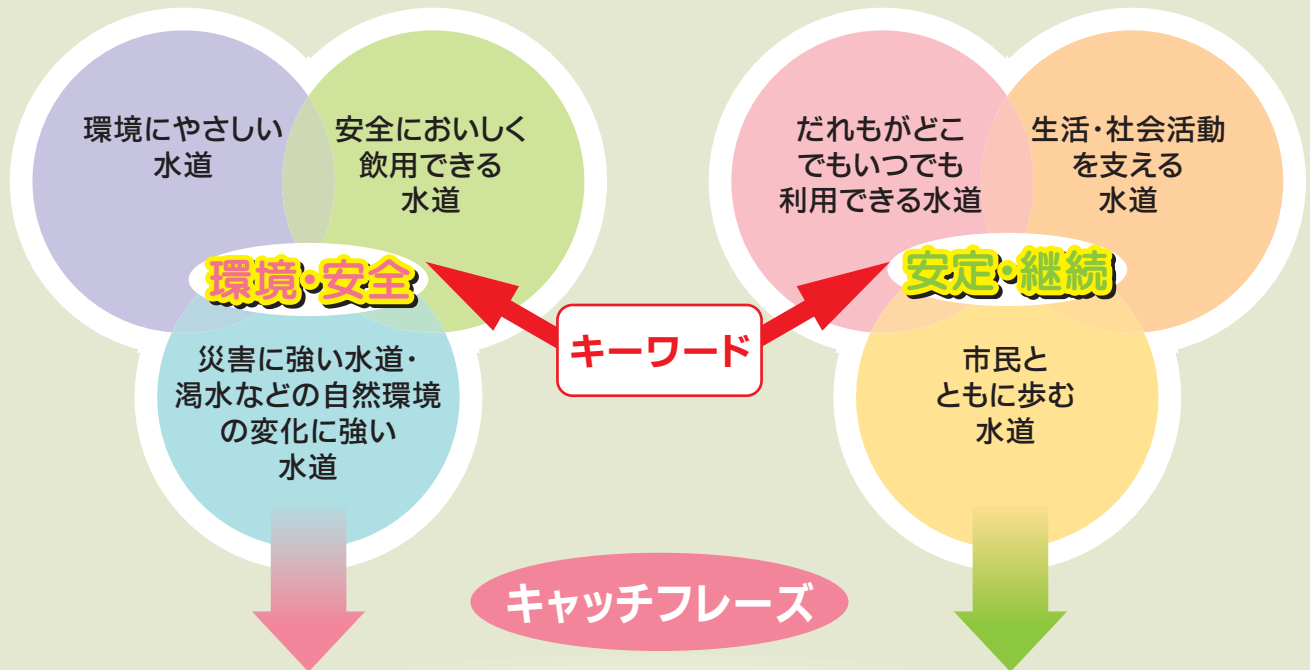 環境にやさしい
水道
安全においしく
飲用できる
水道
環境・安全
災害に強い水道・
渇水などの自然環境
の変化に強い
水道
キーワード
だれもがどこ
でもいつでも
利用できる水道
生活・社会活動
を支える
水道
安定・継続
市民と
ともに歩む
水道
キャッチフレーズ